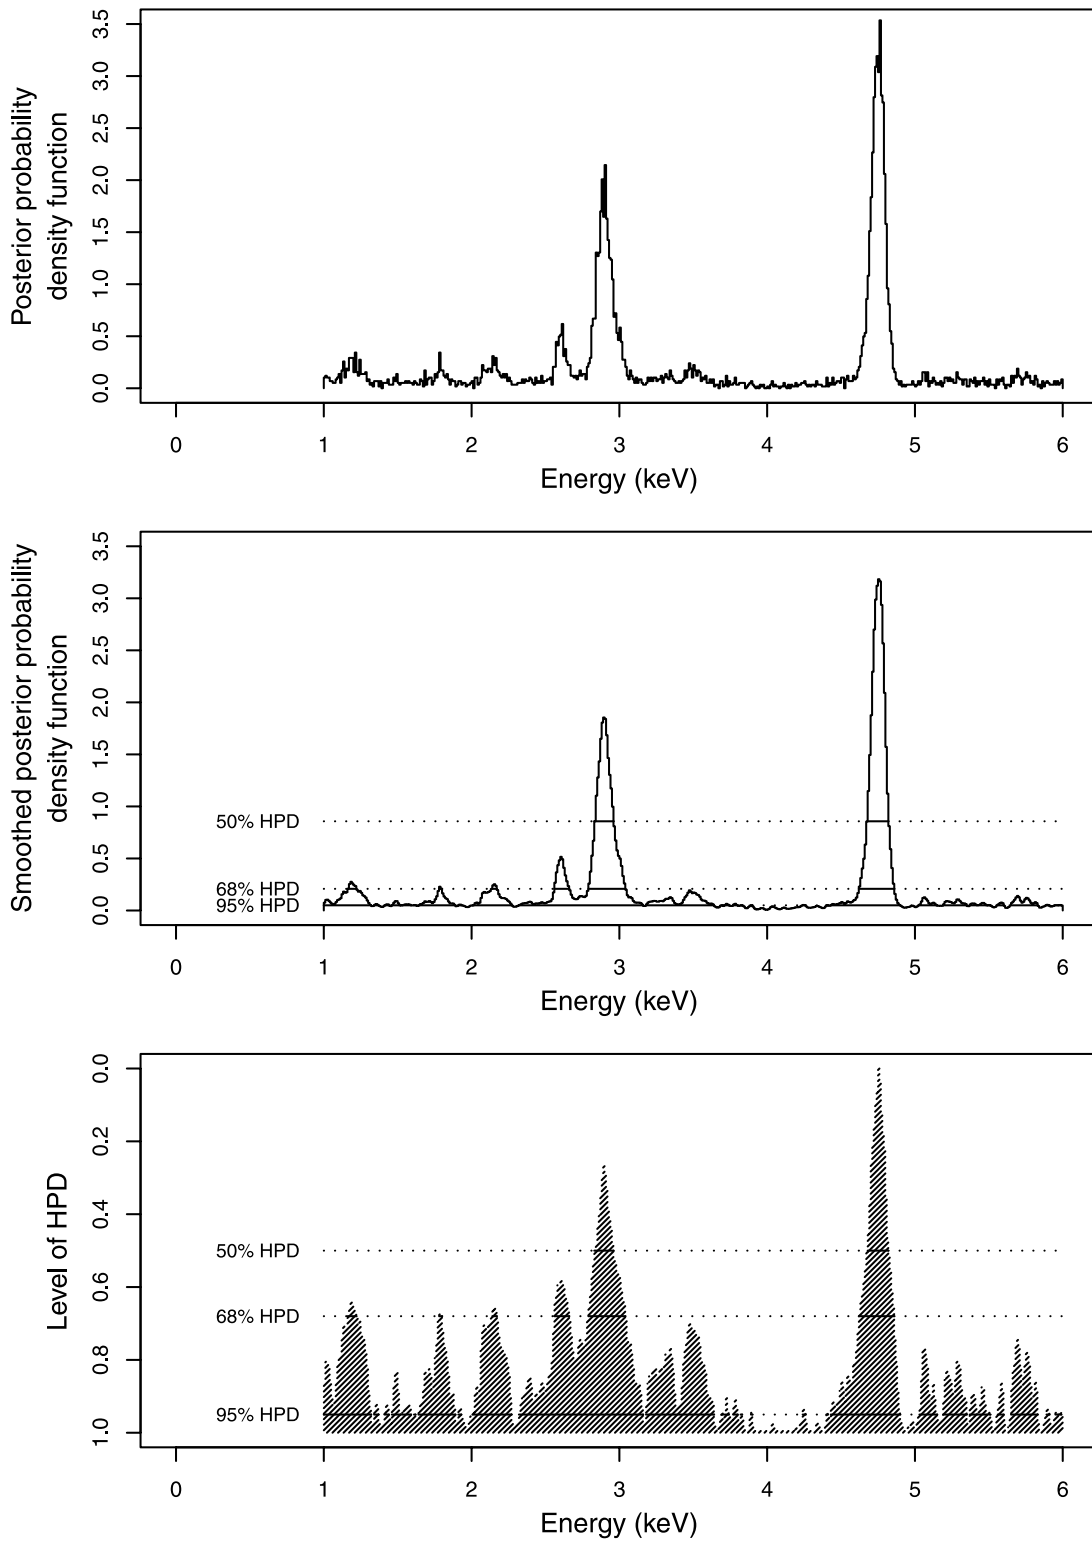 Posterior probability
density function
0.0 0.5 1.0 1.5 2.0 2.5 3.0 3.5
0 1 2 3 4 5 6
Energy (keV)
Smoothed posterior probability
density function
0.0 0.5 1.0 1.5 2.0 2.5 3.0 3.5
50% HPD
68% HPD
95% HPD
0 1 2 3 4 5 6
Energy (keV)
Level of HPD
1.0 0.8 0.6 0.4 0.2 0.0
50% HPD
68% HPD
95% HPD
0 1 2 3 4 5 6
Energy (keV)